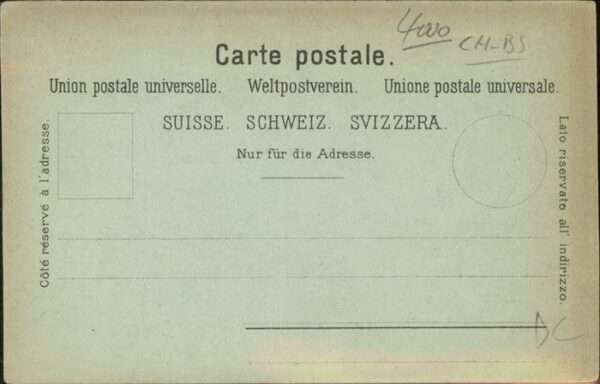 4000
CH-BS
Carte postale.
Union postale universelle. Weltpostverein. Unione postale universale.
SUISSE. SCHWEIZ. SVIZZERA.
Nur für die Adresse.
Côté réservé à l'adresse.
Lato riservato all' indirizzo.